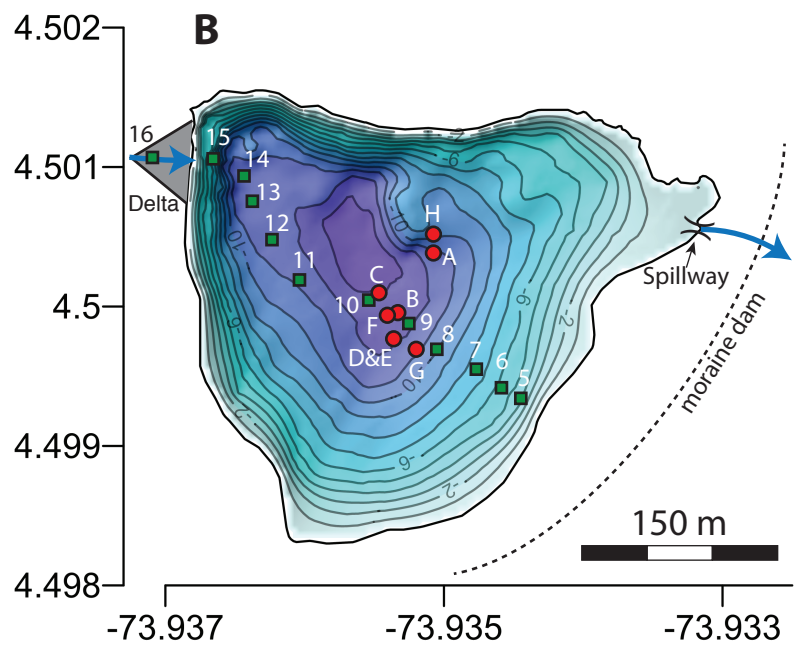 4.502
B
-2
-6
16
15
4.501
14
13
Delta
-10
H
12
-10
A
Spillway
11
C
-6
4.5
10
B
-2
F
9
8
-6
D&E
G
7
6
5
moraine dam
4.499
-2
-6
-2
150 m
4.498
-73.937
-73.935
-73.933